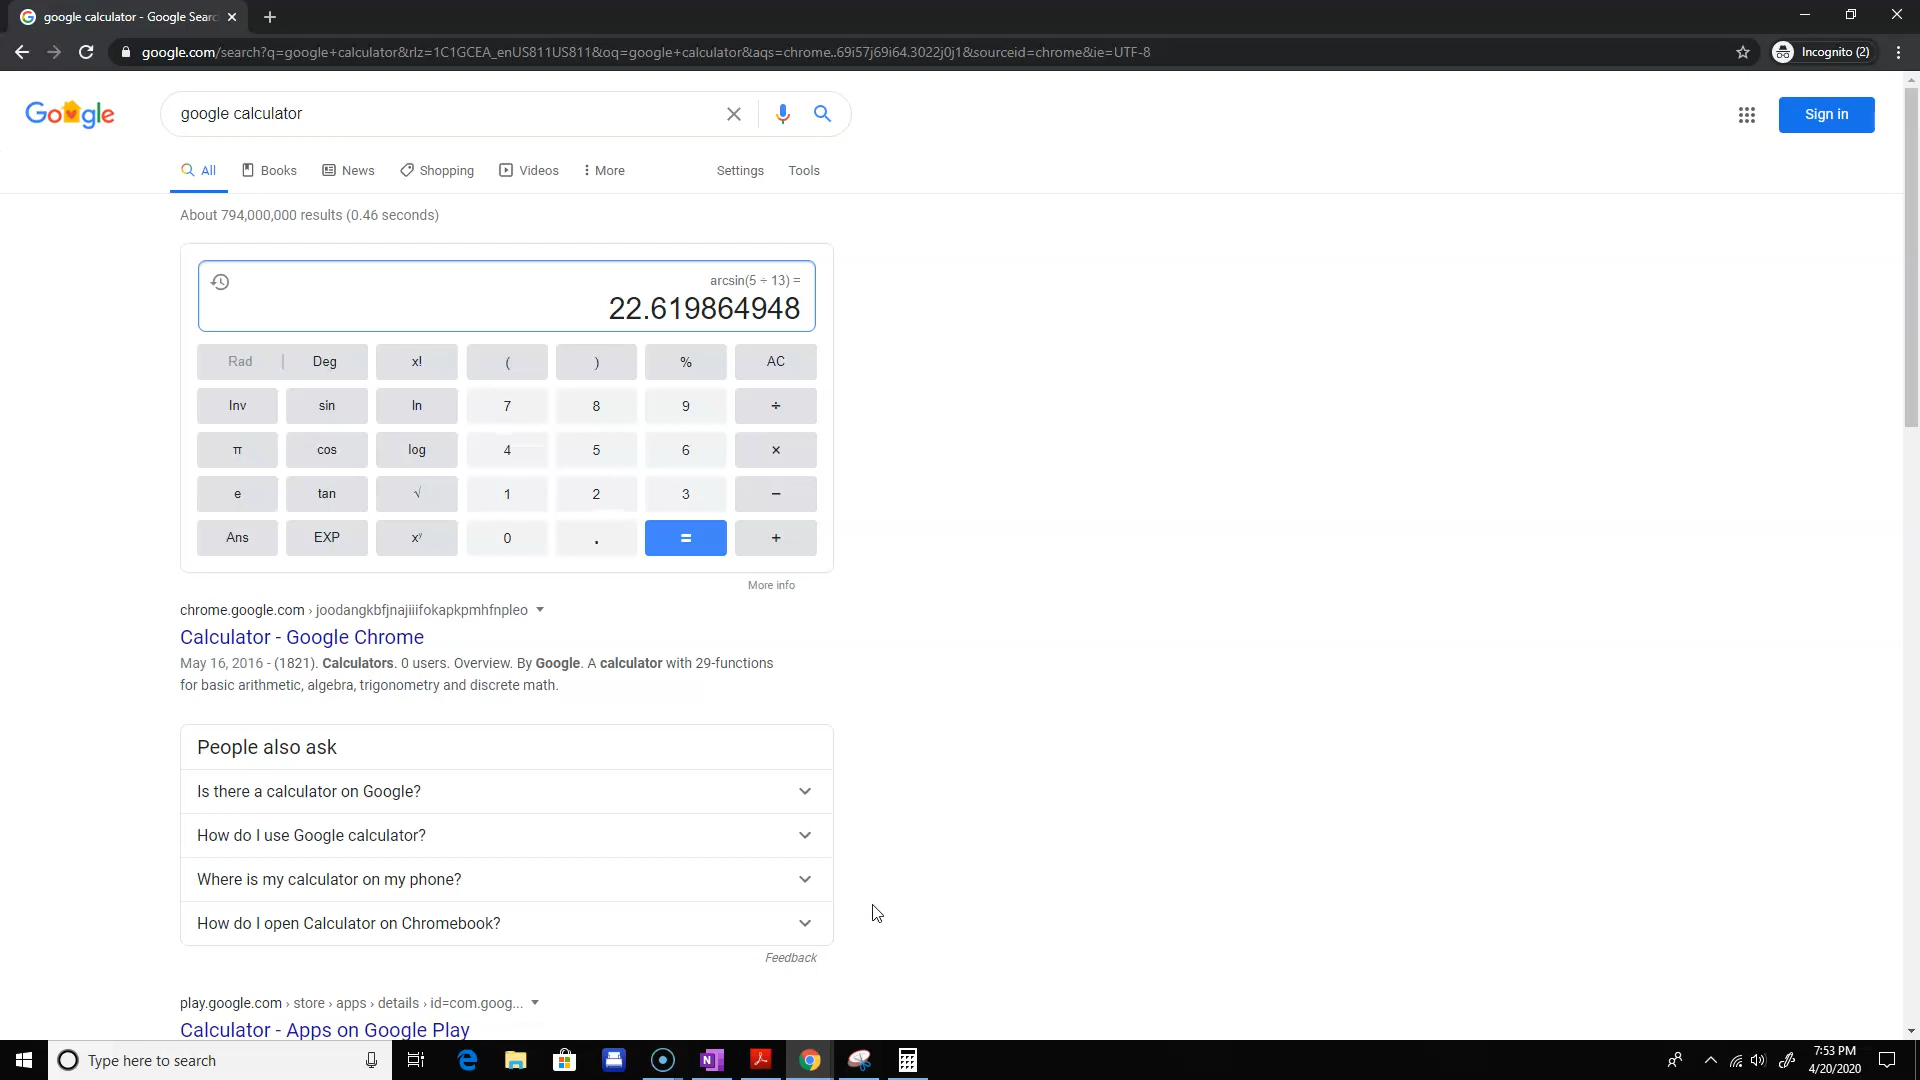 google calculator - Google Searc
google.com/search?q=google+calculator&rlz=1C1GCEA_enUS811US811&oq=google+calculator&aqs=chrome..69i57j69i64.3022j0j1&sourceid=chrome&ie=UTF-8
Incognito (2)
Google
google calculator
Sign in
All Books News Shopping Videos More Settings Tools
About 794,000,000 results (0.46 seconds)
arcsin(5 ÷ 13) =
22.619864948
Rad | Deg x! ( ) % AC
Inv sin ln 7 8 9 ÷
π cos log 4 5 6 ×
e tan √ 1 2 3 −
Ans EXP xʸ 0 . = +
More info
chrome.google.com › joodangkbfjnajiiifokapkpmhfnpleo
Calculator - Google Chrome
May 16, 2016 - (1821). Calculators. 0 users. Overview. By Google. A calculator with 29-functions
for basic arithmetic, algebra, trigonometry and discrete math.
People also ask
Is there a calculator on Google?
How do I use Google calculator?
Where is my calculator on my phone?
How do I open Calculator on Chromebook?
Feedback
play.google.com › store › apps › details › id=com.goog...
Calculator - Apps on Google Play
Type here to search
7:53 PM
4/20/2020